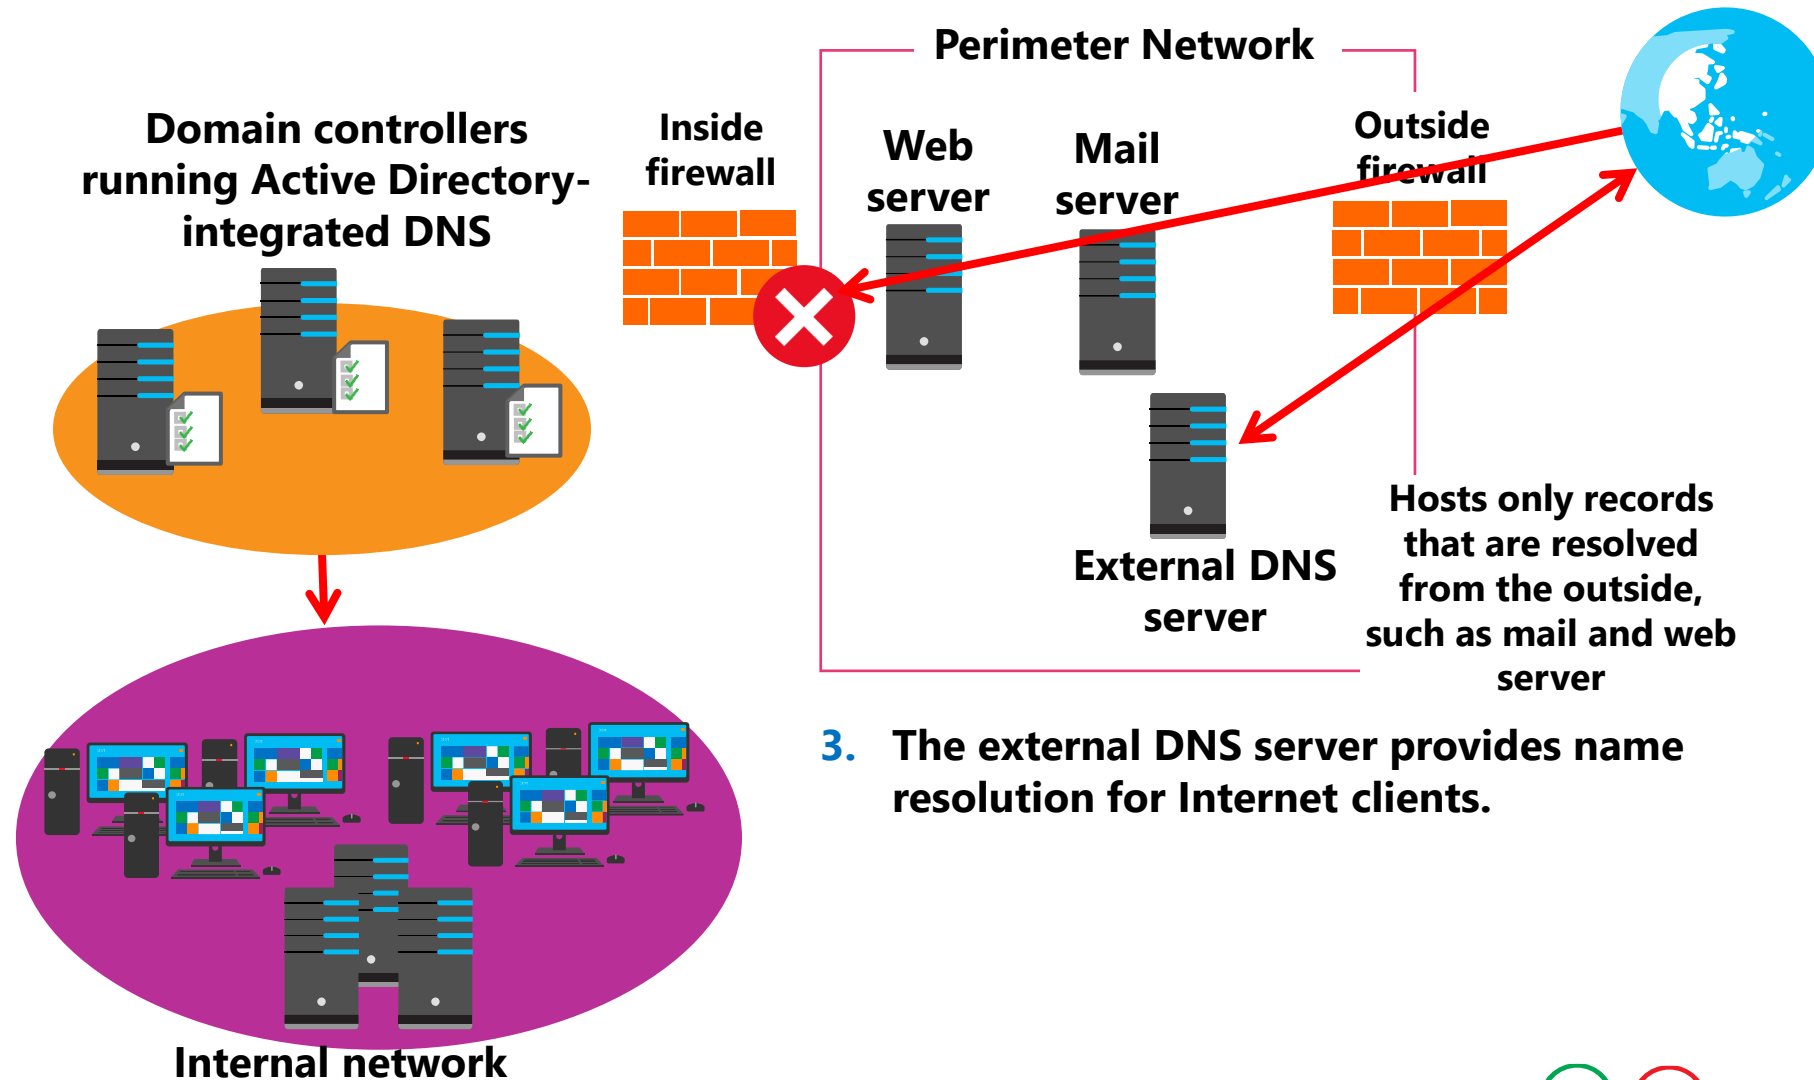 Perimeter Network
Domain controllers
running Active Directory-
integrated DNS
Inside
firewall
Web
server
Mail
server
Outside
firewall
External DNS
server
Hosts only records
that are resolved
from the outside,
such as mail and web
server
3. The external DNS server provides name
resolution for Internet clients.
Internal network